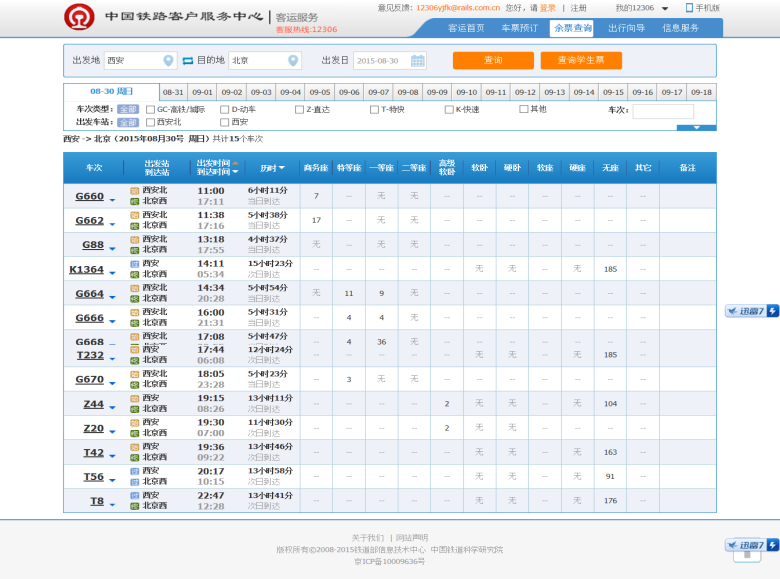 中国铁路客户服务中心 | 客运服务
客服热线:12306
意见反馈: 12306yjfk@rails.com.cn 您好，请 登录 | 注册 我的12306 手机版
客运首页 车票预订 余票查询 出行向导 信息服务
出发地 西安 目的地 北京 出发日 2015-08-30 查询 查询学生票
08-30 周日 08-31 09-01 09-02 09-03 09-04 09-05 09-06 09-07 09-08 09-09 09-10 09-11 09-12 09-13 09-14 09-15 09-16 09-17 09-18
车次类型: 全部 GC-高铁/城际 D-动车 Z-直达 T-特快 K-快速 其他 车次:
出发车站: 全部 西安北 西安
西安 -> 北京（2015年08月30号 周日）共计15个车次
车次 出发站 出发时间 历时 商务座 特等座 一等座 二等座 高级 软卧 硬卧 软座 硬座 无座 其它 备注
到达站 到达时间 软卧
G660 始 西安北 11:00 6小时11分 7 -- 无 无 -- -- -- -- -- -- --
终 北京西 17:11 当日到达
G662 始 西安北 11:38 5小时38分 17 -- 无 无 -- -- -- -- -- -- --
终 北京西 17:16 当日到达
G88 始 西安北 13:18 4小时37分 无 -- 无 无 -- -- -- -- -- -- --
终 北京西 17:55 当日到达
K1364 过 西安 14:11 15小时23分 -- -- -- -- -- 无 无 -- 无 185 --
终 北京西 05:34 次日到达
G664 始 西安北 14:34 5小时54分 无 11 9 无 -- -- -- -- -- -- --
终 北京西 20:28 当日到达
G666 始 西安北 16:00 5小时31分 -- 4 4 无 -- -- -- -- -- -- --
终 北京西 21:31 当日到达
G668 始 西安北 17:08 5小时47分 -- 4 36 无 -- -- -- -- -- -- --
T232 始 西安 17:44 12小时24分 -- -- -- -- -- 无 无 -- 无 185 --
终 北京西 06:08 次日到达
G670 始 西安北 18:05 5小时23分 -- 3 无 无 -- -- -- -- -- -- --
终 北京西 23:28 当日到达
Z44 始 西安 19:15 13小时11分 -- -- -- -- 2 无 无 -- 无 104 --
终 北京西 08:26 次日到达
Z20 始 西安 19:30 11小时30分 -- -- -- -- 2 无 无 -- -- -- --
终 北京西 07:00 次日到达
T42 始 西安 19:36 13小时46分 -- -- -- -- -- 无 无 -- 无 163 --
终 北京西 09:22 次日到达
T56 过 西安 20:17 13小时58分 -- -- -- -- -- 无 无 -- 无 91 --
过 北京西 10:15 次日到达
T8 过 西安 22:47 13小时41分 -- -- -- -- -- 无 无 -- 无 176 --
终 北京西 12:28 次日到达
迅雷7
关于我们 | 网站声明
版权所有©2008-2015铁道部信息技术中心 中国铁道科学研究院
京ICP备10009636号
迅雷7